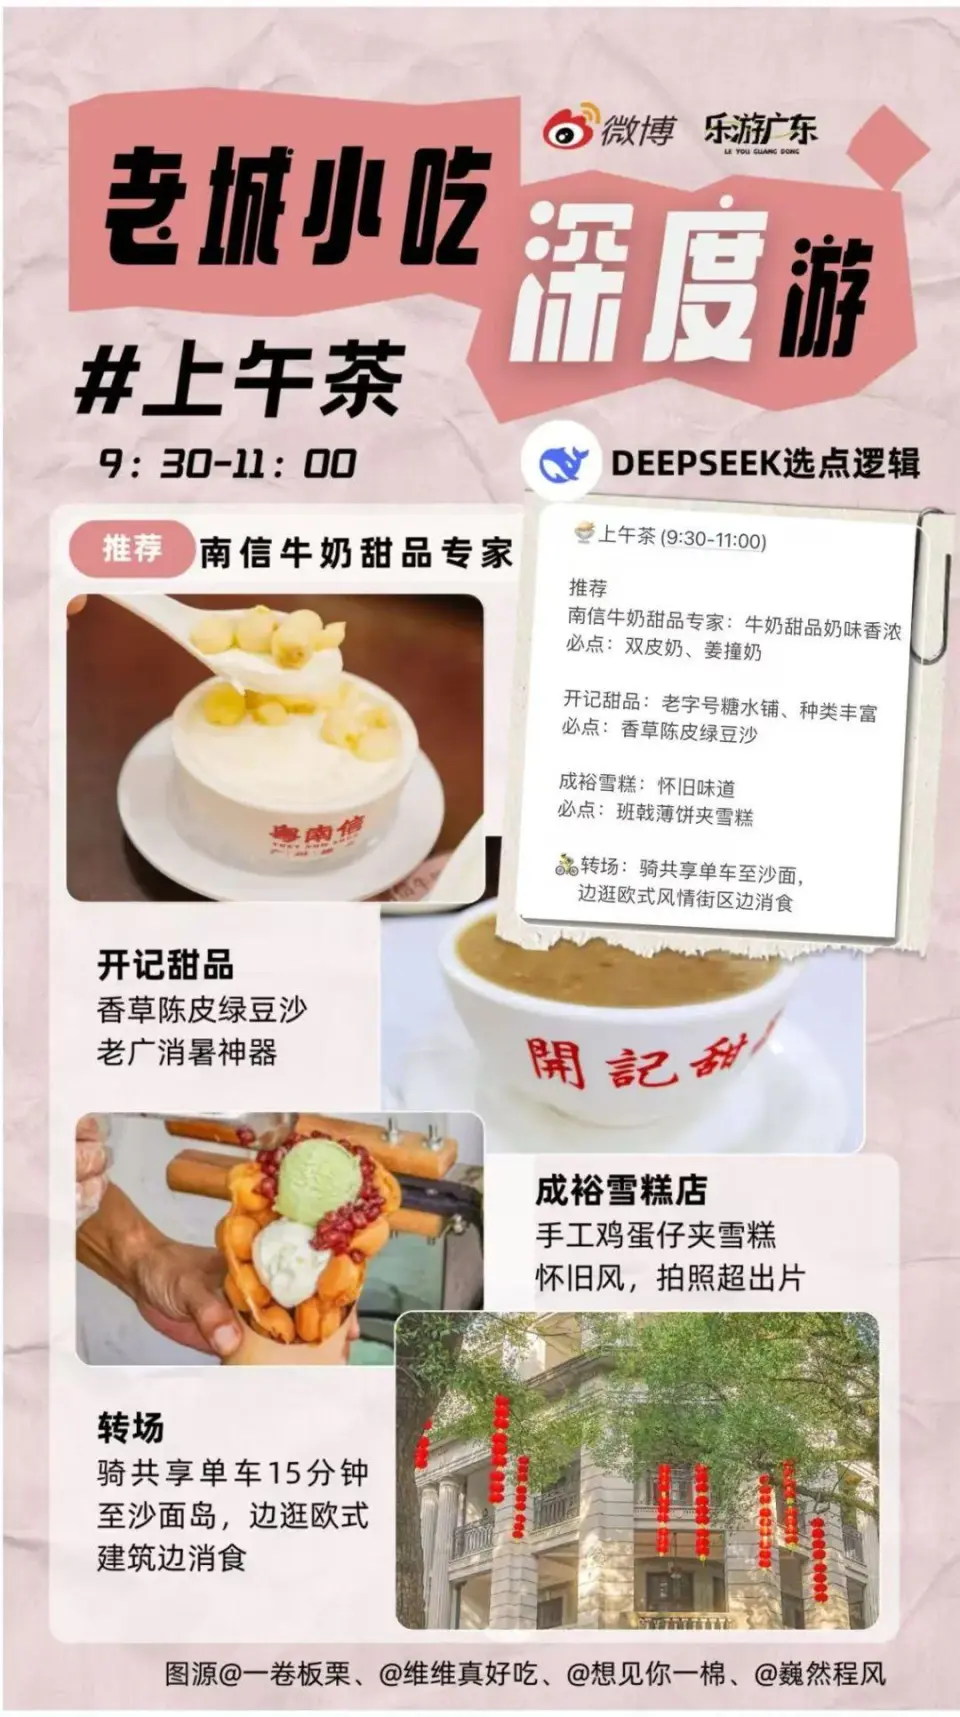 老城小吃
微博
乐游广东
LE YOU GUANG DONG
深度游
#上午茶
9：30-11：00
DEEPSEEK选点逻辑
推荐
南信牛奶甜品专家
上午茶 (9:30-11:00)
推荐
南信牛奶甜品专家：牛奶甜品奶味香浓
必点：双皮奶、姜撞奶
开记甜品：老字号糖水铺、种类丰富
必点：香草陈皮绿豆沙
成裕雪糕：怀旧味道
必点：班戟薄饼夹雪糕
转场：骑共享单车至沙面，
边逛欧式风情街区边消食
粤南信
开记甜品
香草陈皮绿豆沙
老广消暑神器
開記甜
成裕雪糕店
手工鸡蛋仔夹雪糕
怀旧风，拍照超出片
转场
骑共享单车15分钟
至沙面岛，边逛欧式
建筑边消食
图源@一卷板栗、@维维真好吃、@想见你一棉、@巍然程风